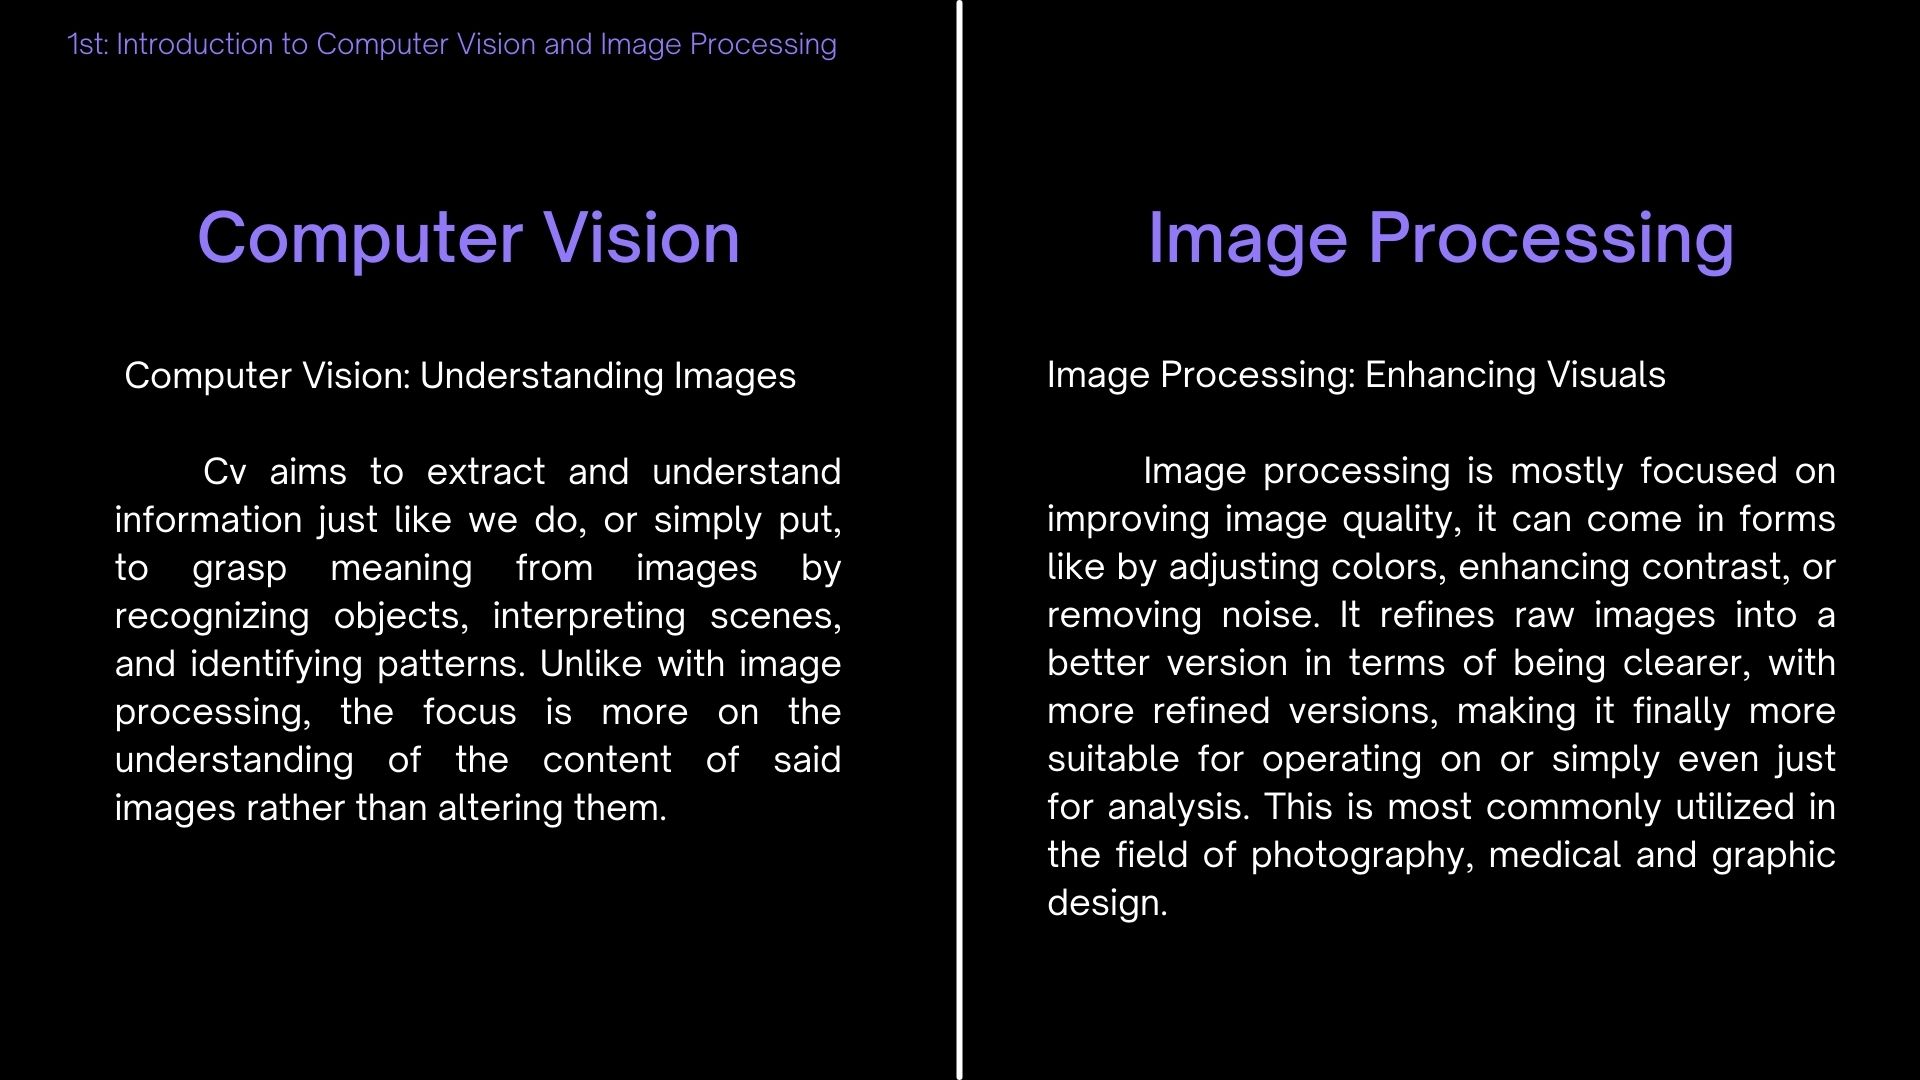 1st: Introduction to Computer Vision and Image Processing
Computer Vision
Computer Vision: Understanding Images
Cv aims to extract and understand
information just like we do, or simply put,
to grasp meaning from images by
recognizing objects, interpreting scenes,
and identifying patterns. Unlike with image
processing, the focus is more on the
understanding of the content of said
images rather than altering them.
Image Processing
Image Processing: Enhancing Visuals
Image processing is mostly focused on
improving image quality, it can come in forms
like by adjusting colors, enhancing contrast, or
removing noise. It refines raw images into a
better version in terms of being clearer, with
more refined versions, making it finally more
suitable for operating on or simply even just
for analysis. This is most commonly utilized in
the field of photography, medical and graphic
design.